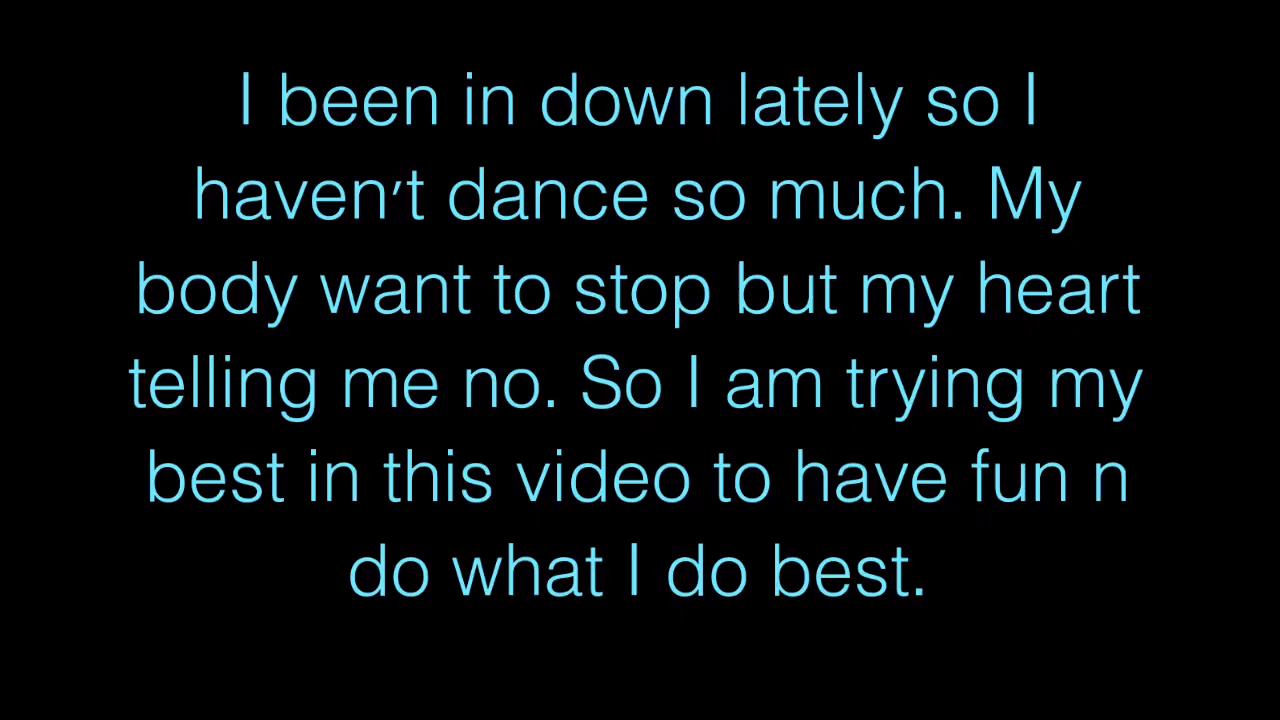 I been in down lately so I
haven't dance so much. My
body want to stop but my heart
telling me no. So I am trying my
best in this video to have fun n
do what I do best.